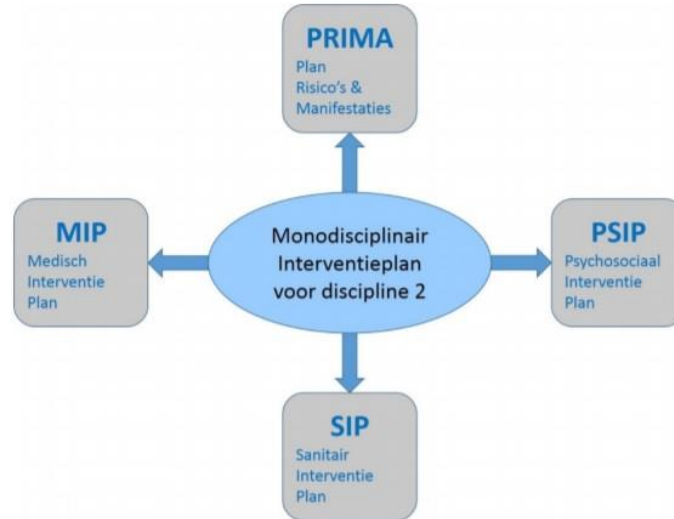 PRIMA
Plan
Risico's &
Manifestaties
MIP
Medisch
Interventie
Plan
Monodisciplinair
Interventieplan
voor discipline 2
PSIP
Psychosociaal
Interventie
Plan
SIP
Sanitair
Interventie
Plan